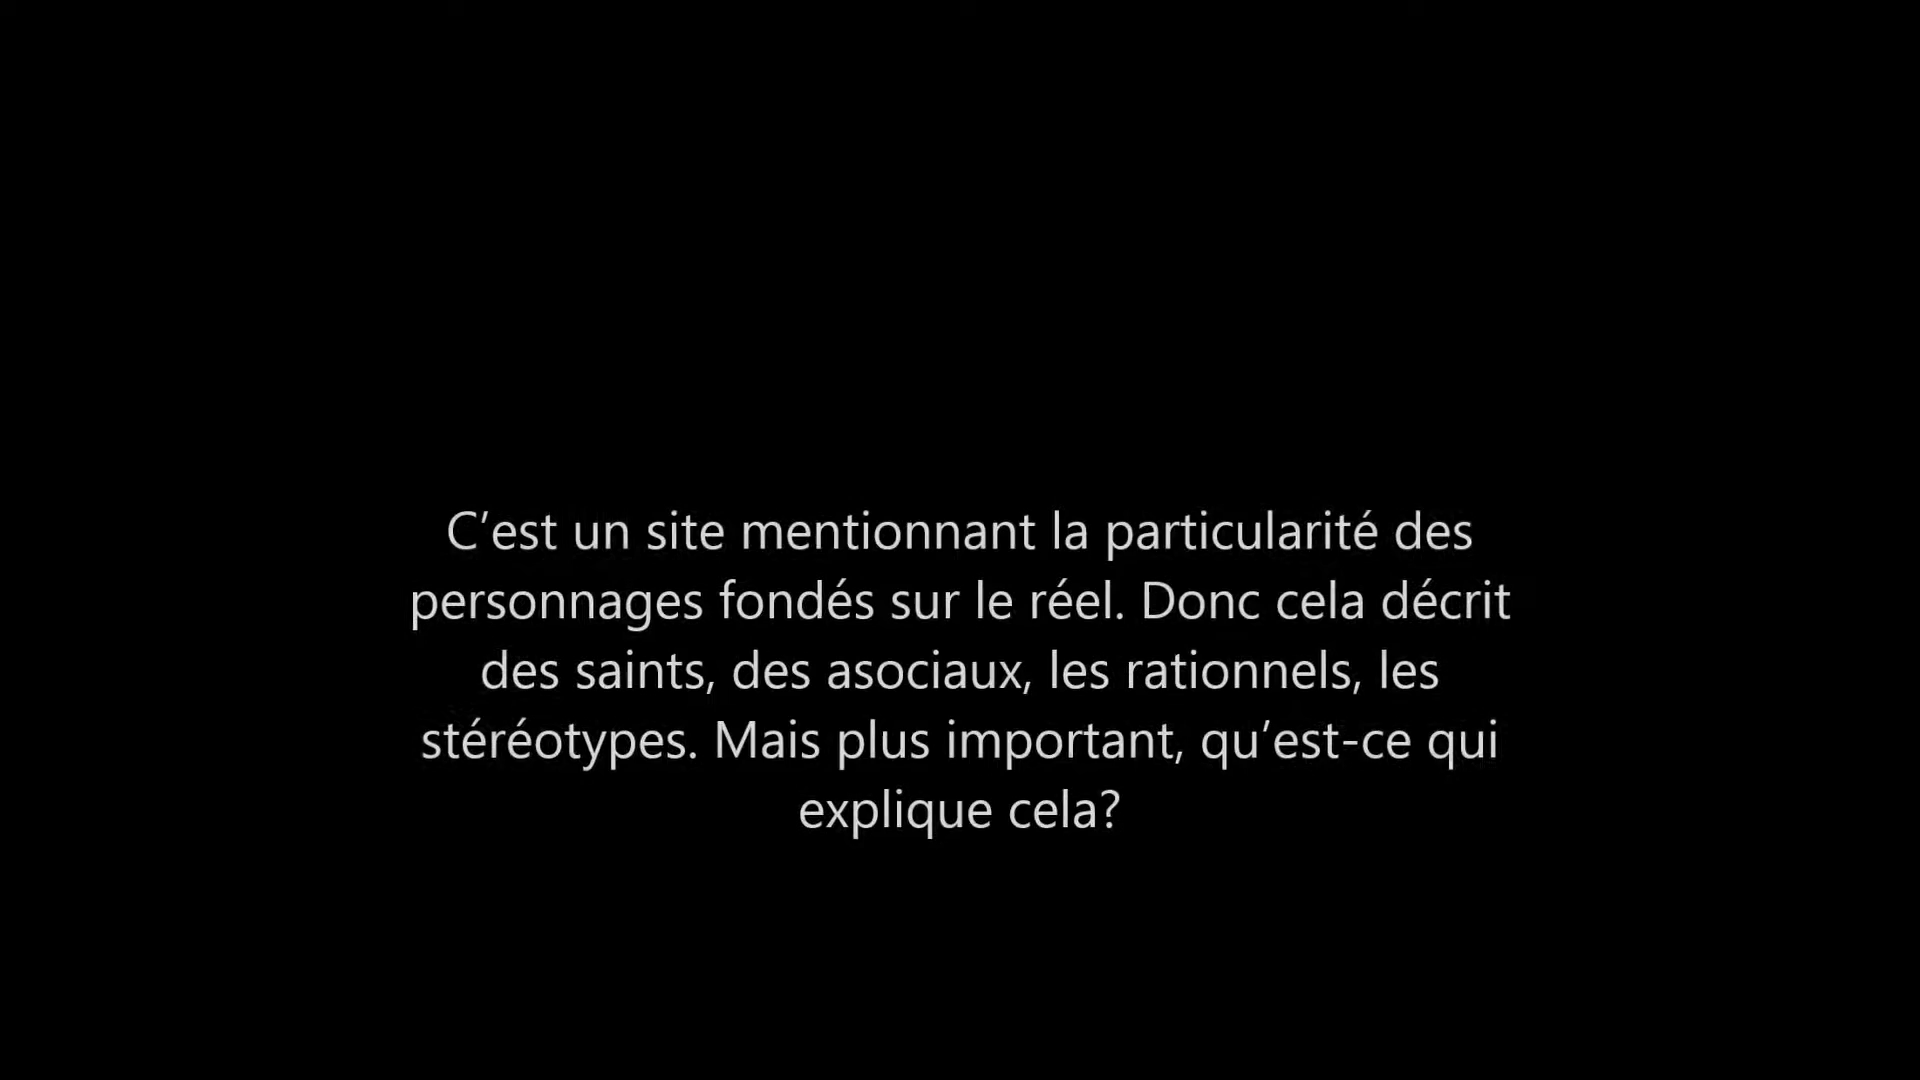 C’est un site mentionnant la particularité des
personnages fondés sur le réel. Donc cela décrit
des saints, des asociaux, les rationnels, les
stéréotypes. Mais plus important, qu’est-ce qui
explique cela?